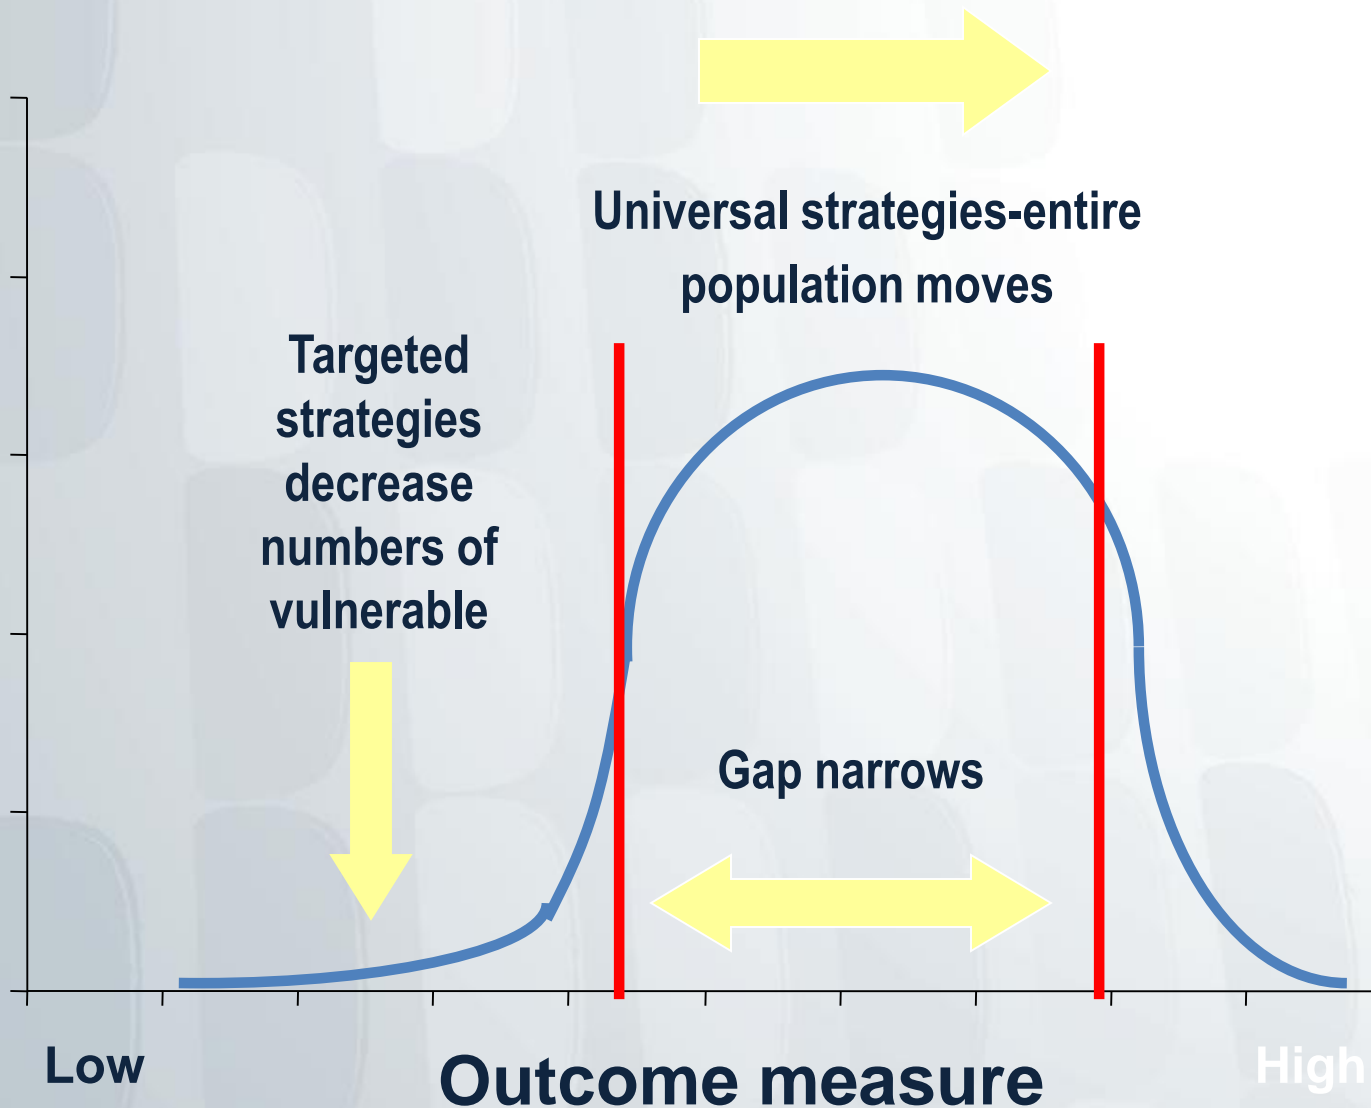 Universal strategies-entire
population moves
Targeted
strategies
decrease
numbers of
vulnerable
Gap narrows
Low
Outcome measure
High